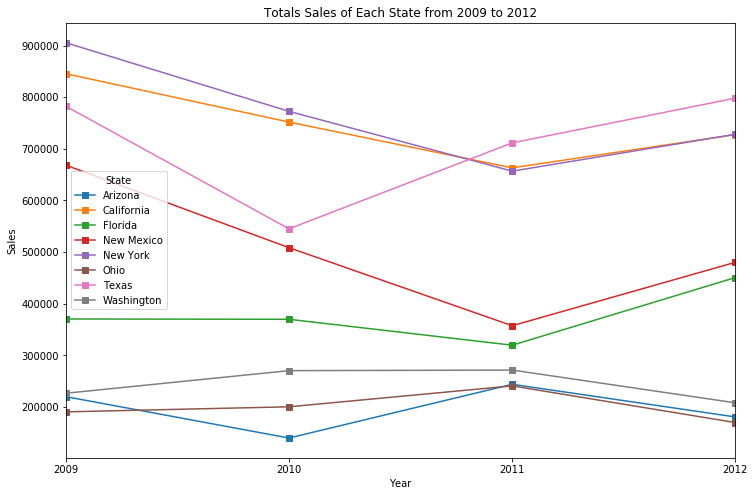 Totals Sales of Each State from 2009 to 2012
900000
800000
700000
600000
500000
400000
300000
200000
Sales
State
Arizona
California
Florida
New Mexico
New York
Ohio
Texas
Washington
2009 2010 2011 2012
Year